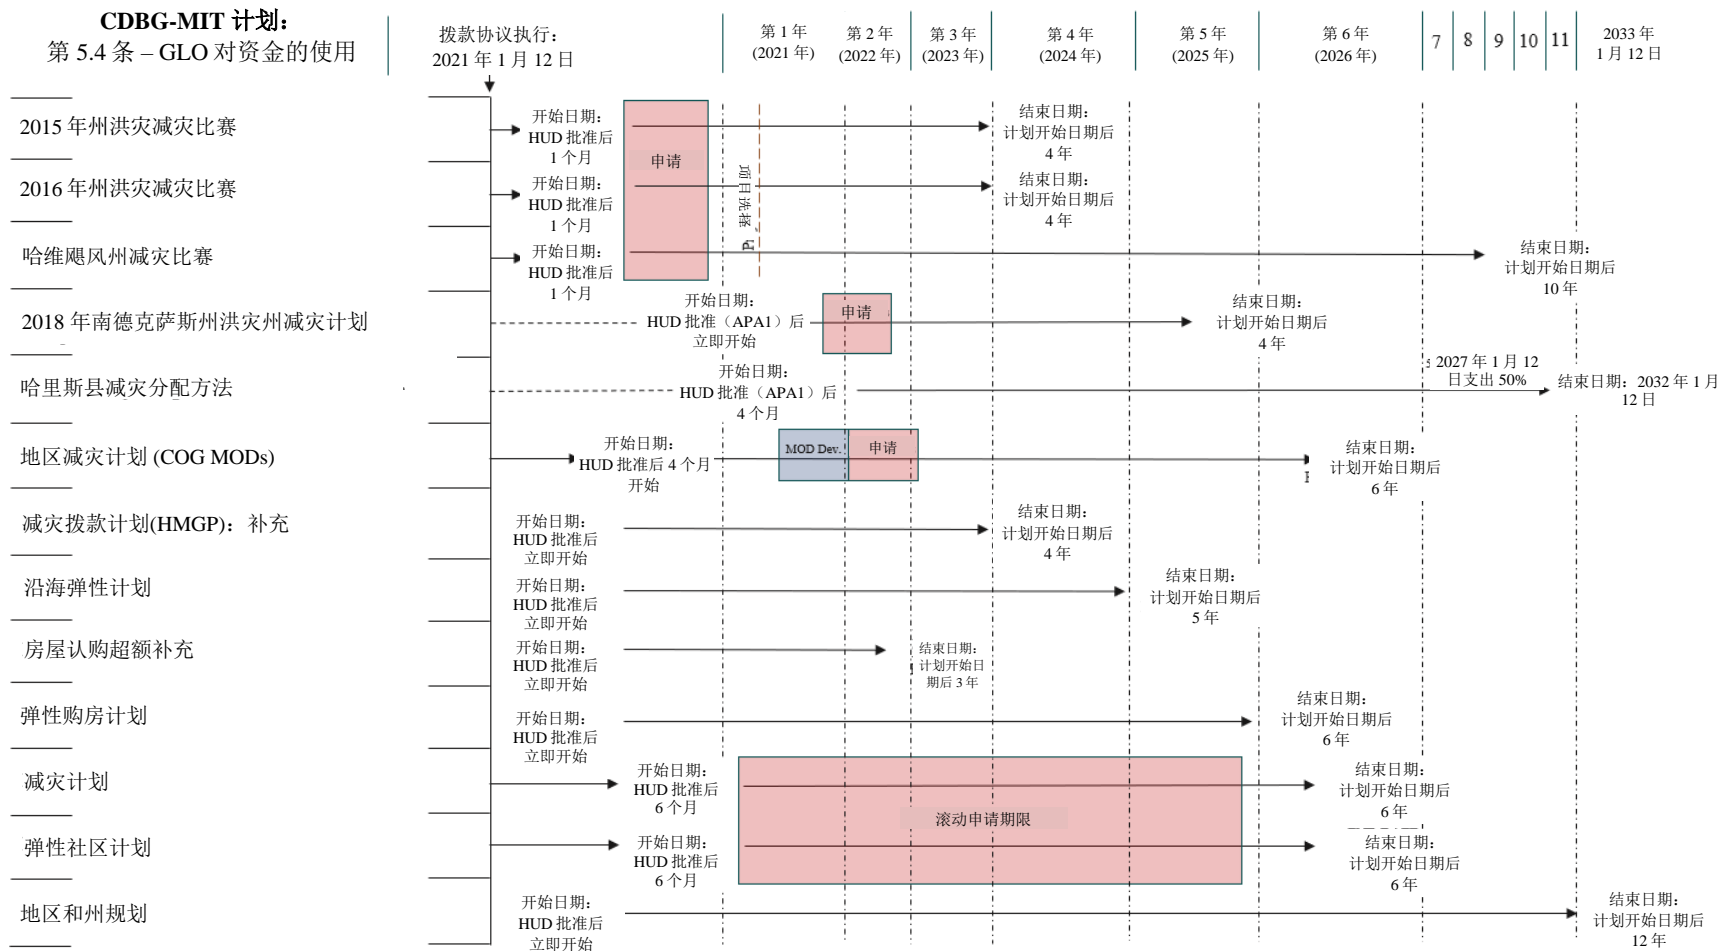 CDBG-MIT 计划：
第 5.4 条 – GLO 对资金的使用
拨款协议执行：
2021 年 1 月 12 日
第 1 年
(2021 年)
第 2 年
(2022 年)
第 3 年
(2023 年)
第 4 年
(2024 年)
第 5 年
(2025 年)
第 6 年
(2026 年)
7
8
9
10
11
2033
1 月 12 日
2015 年州洪灾减灾比赛
开始日期：
HUD 批准后
1 个月
申请
项目选择
结束日期：
计划开始日期后
4 年
2016 年州洪灾减灾比赛
开始日期：
HUD 批准后
1 个月
结束日期：
计划开始日期后
4 年
哈维飓风州减灾比赛
开始日期：
HUD 批准后
1 个月
结束日期：
计划开始日期后
10 年
2018 年南德克萨斯州洪灾州减灾计划
开始日期：
HUD 批准（APA1）后
立即开始
申请
结束日期：
计划开始日期后
4 年
哈里斯县减灾分配方法
开始日期：
HUD 批准（APA1）后
4 个月
2027 年 1 月 12
日支出 50%
结束日期：2032 年 1 月
12 日
地区减灾计划 (COG MODs)
开始日期：
HUD 批准后 4 个月
开始
MOD Dev.
申请
结束日期：
计划开始日期后
6 年
减灾拨款计划(HMGP)：补充
开始日期：
HUD 批准后
立即开始
结束日期：
计划开始日期后
4 年
沿海弹性计划
开始日期：
HUD 批准后
立即开始
结束日期：
计划开始日期后
5 年
房屋认购超额补充
开始日期：
HUD 批准后
立即开始
结束日期：
计划开始日
期后 3 年
弹性购房计划
开始日期：
HUD 批准后
立即开始
结束日期：
计划开始日期后
6 年
减灾计划
开始日期：
HUD 批准后
6 个月
滚动申请期限
结束日期：
计划开始日期后
6 年
弹性社区计划
开始日期：
HUD 批准后
6 个月
结束日期：
计划开始日期后
6 年
地区和州规划
开始日期：
HUD 批准后
立即开始
结束日期：
计划开始日期后
12 年